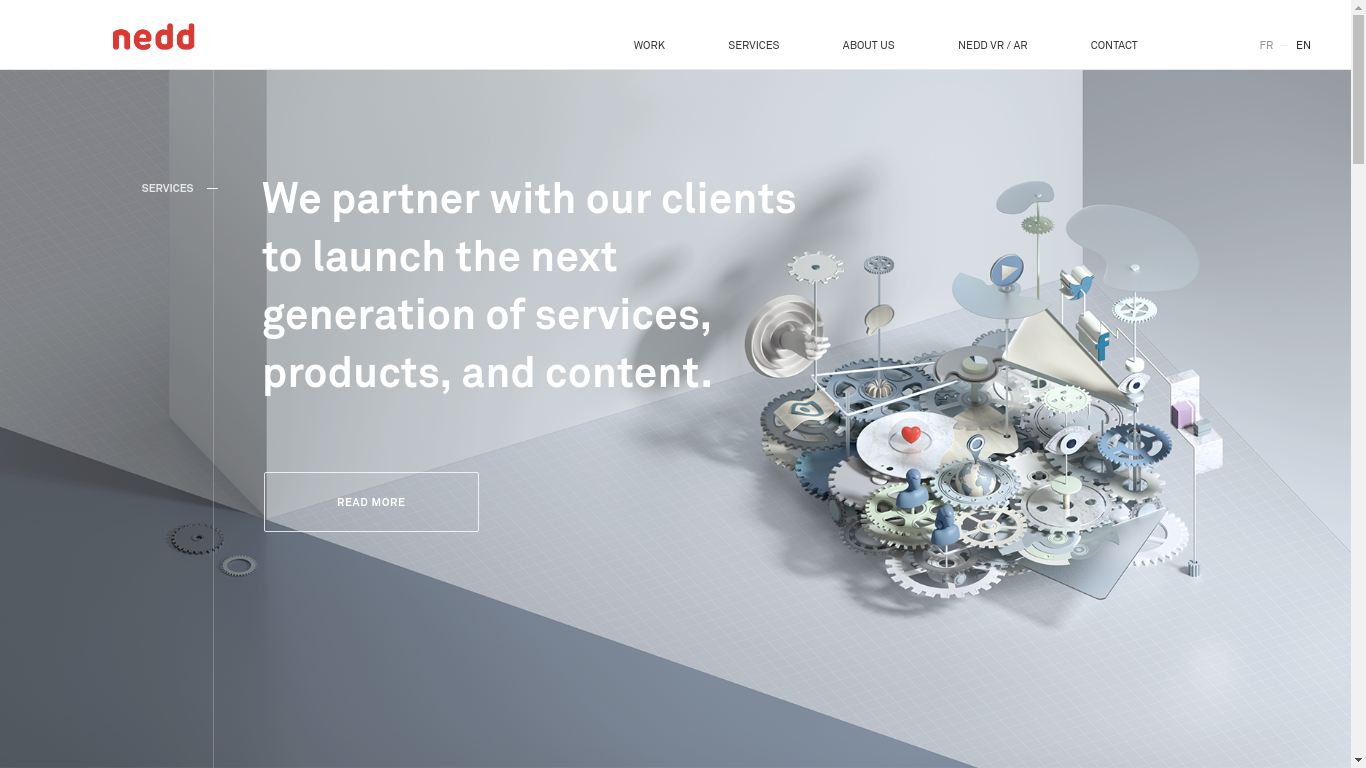 nedd
WORK
SERVICES
ABOUT US
NEDD VR / AR
CONTACT
FR
EN
SERVICES
We partner with our clients
to launch the next
generation of services,
products, and content.
READ MORE